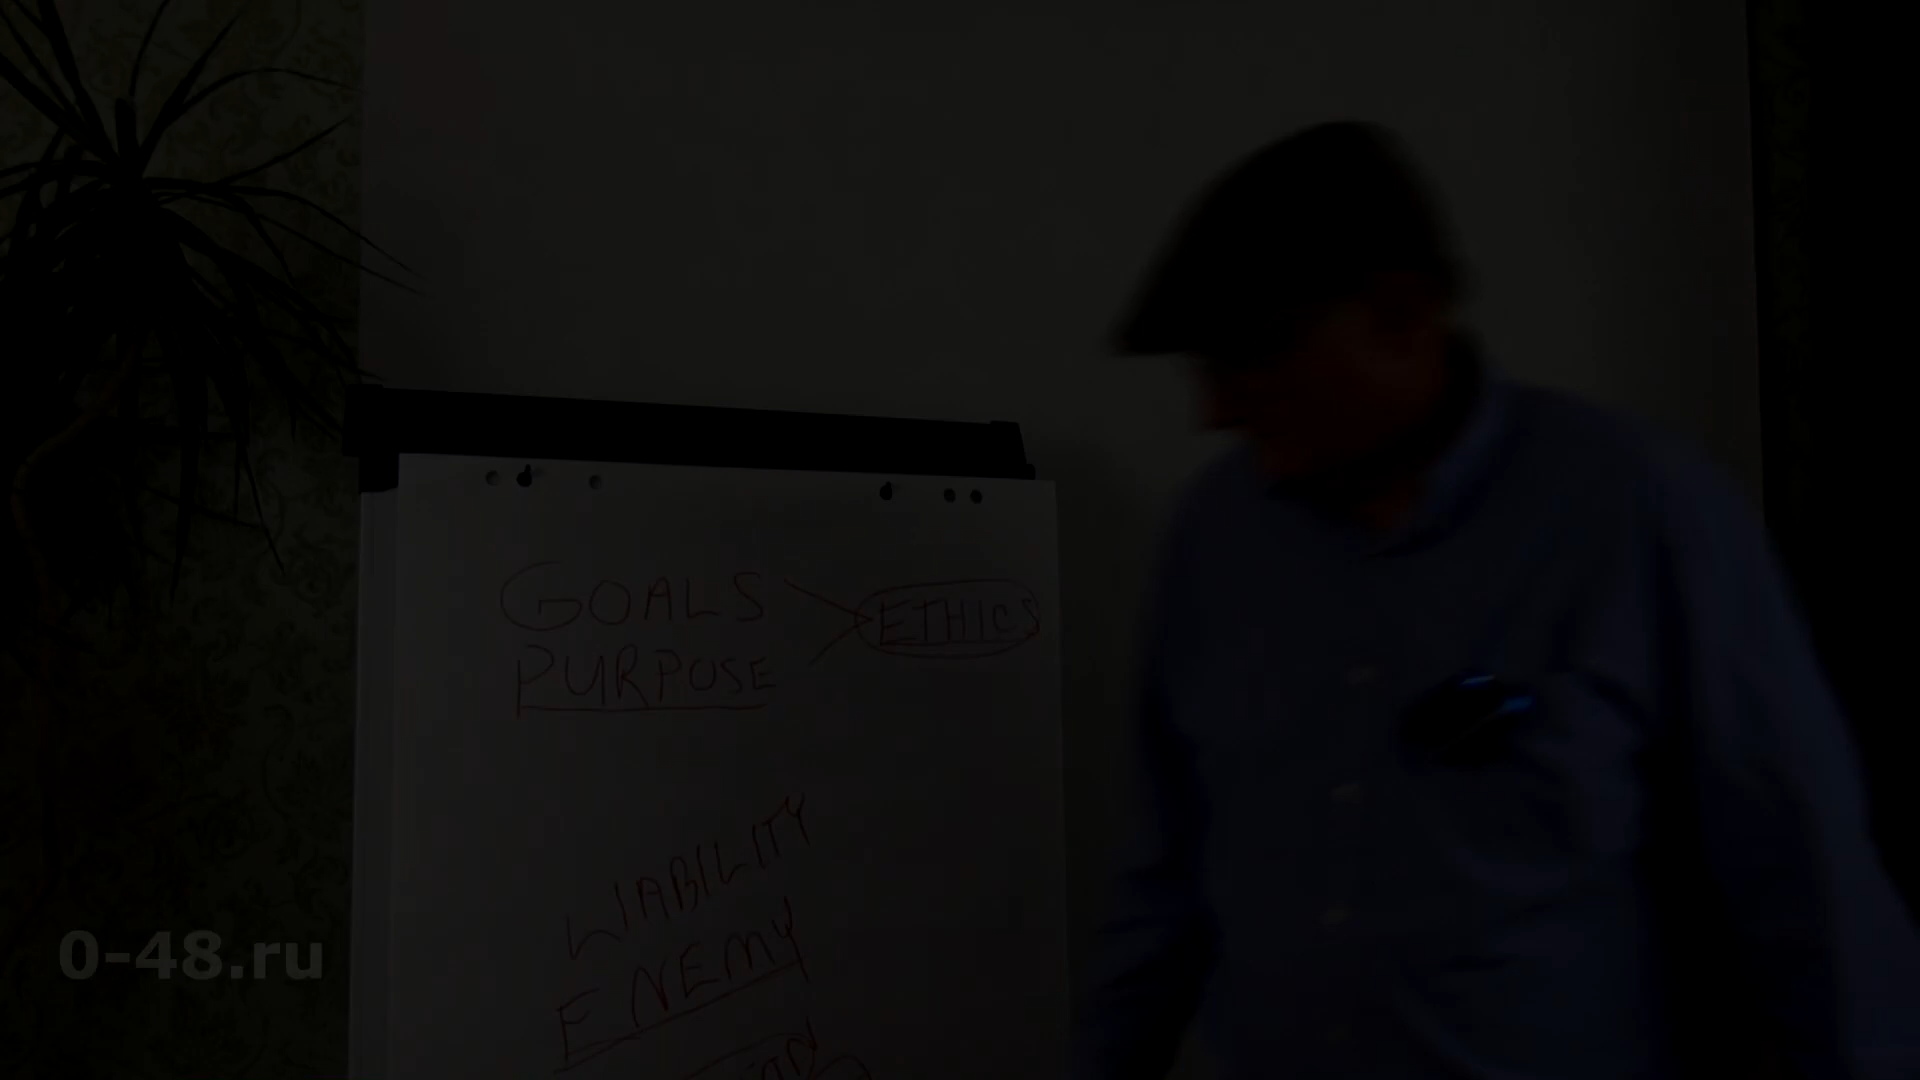 GOALS ETHICS
PURPOSE
LIABILITY
ENEMY
0-48.ru